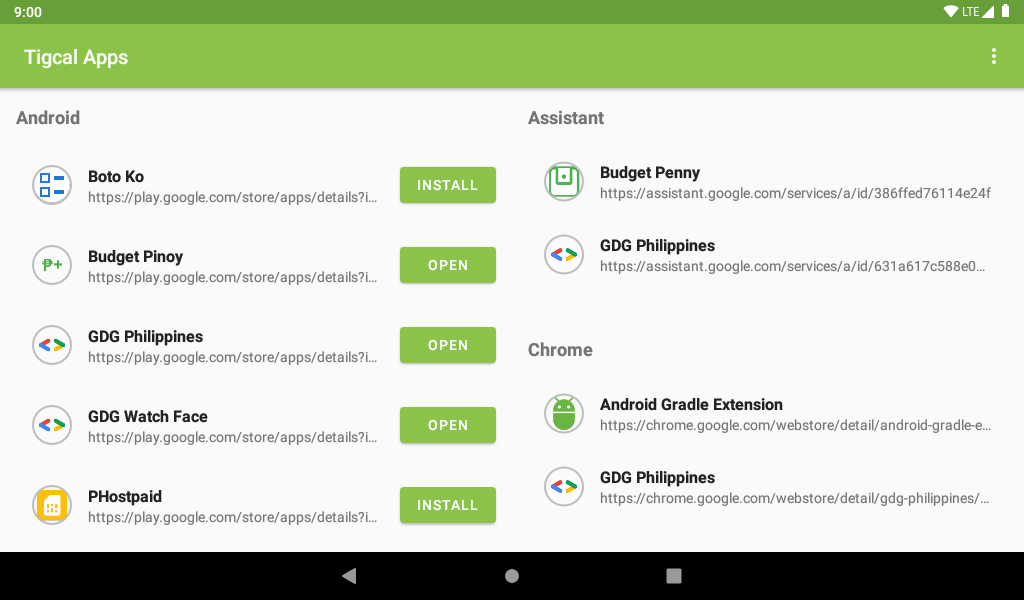 9:00
LTE
Tigcal Apps
Android
Boto Ko
https://play.google.com/store/apps/details?i...
INSTALL
Budget Pinoy
https://play.google.com/store/apps/details?i...
OPEN
GDG Philippines
https://play.google.com/store/apps/details?i...
OPEN
GDG Watch Face
https://play.google.com/store/apps/details?i...
OPEN
PHostpaid
https://play.google.com/store/apps/details?i...
INSTALL
Assistant
Budget Penny
https://assistant.google.com/services/a/id/386ffed76114e24f
GDG Philippines
https://assistant.google.com/services/a/id/631a617c588e0...
Chrome
Android Gradle Extension
https://chrome.google.com/webstore/detail/android-gradle-e...
GDG Philippines
https://chrome.google.com/webstore/detail/gdg-philippines/...